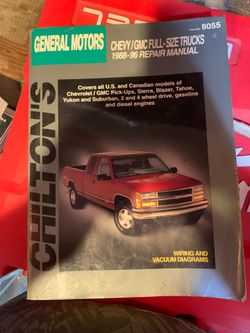 8055
GENERAL MOTORS
CHEVY/GMC FULL-SIZE TRUCKS
1988-96 REPAIR MANUAL
Covers all U.S. and Canadian models of
Chevrolet / GMC Pick-Ups, Sierra, Blazer, Tahoe,
Yukon and Suburban, 2 and 4 wheel drive, gasoline
and diesel engines
CHILTON'S
WIRING AND
VACUUM DIAGRAMS